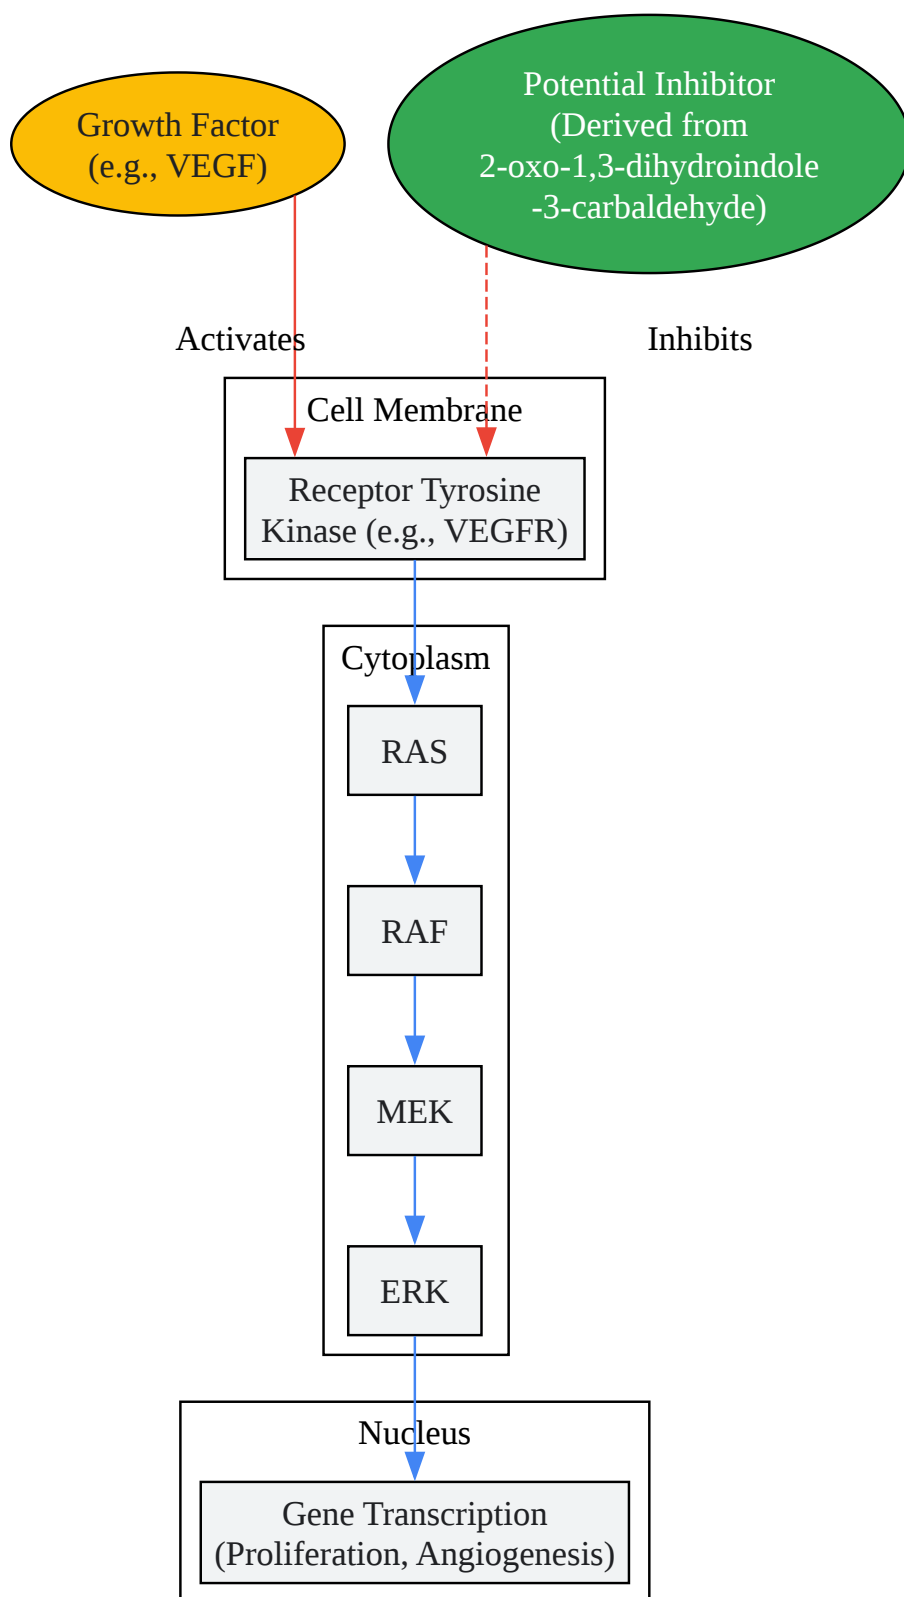 Growth Factor
(e.g., VEGF)
Potential Inhibitor
(Derived from
2-oxo-1,3-dihydroindole
-3-carbaldehyde)
Activates
Inhibits
Cell Membrane
Receptor Tyrosine
Kinase (e.g., VEGFR)
Cytoplasm
RAS
RAF
MEK
ERK
Nucleus
Gene Transcription
(Proliferation, Angiogenesis)